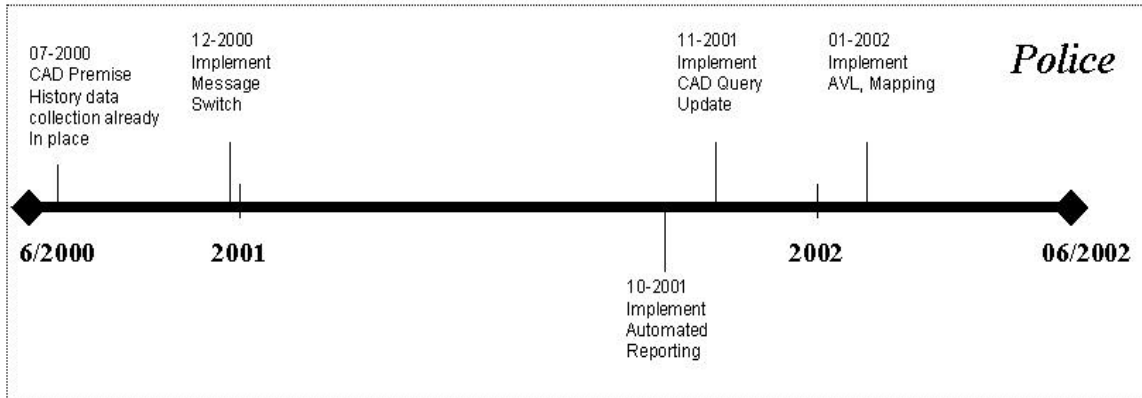 07-2000
CAD Premise
History data
collection already
In place
12-2000
Implement
Message
Switch
11-2001
Implement
CAD Query
Update
01-2002
Implement
AVL, Mapping
Police
6/2000
2001
2002
06/2002
10-2001
Implement
Automated
Reporting